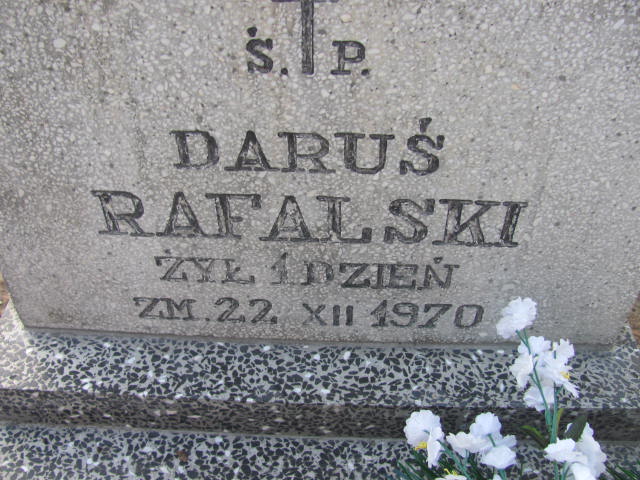 Ś. P.
DARUŚ
RAFALSKI
ŻYŁ 1 DZIEŃ
ZM. 22. XII 1970